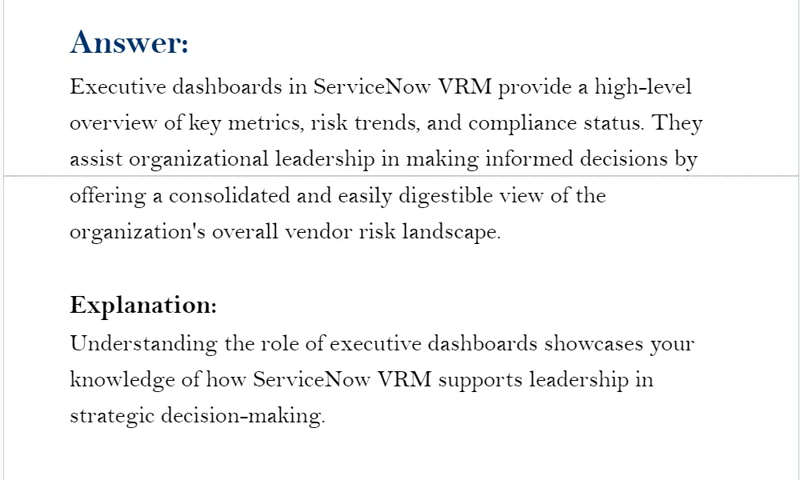 Answer:
Executive dashboards in ServiceNow VRM provide a high-level
overview of key metrics, risk trends, and compliance status. They
assist organizational leadership in making informed decisions by
offering a consolidated and easily digestible view of the
organization's overall vendor risk landscape.
Explanation:
Understanding the role of executive dashboards showcases your
knowledge of how ServiceNow VRM supports leadership in
strategic decision-making.